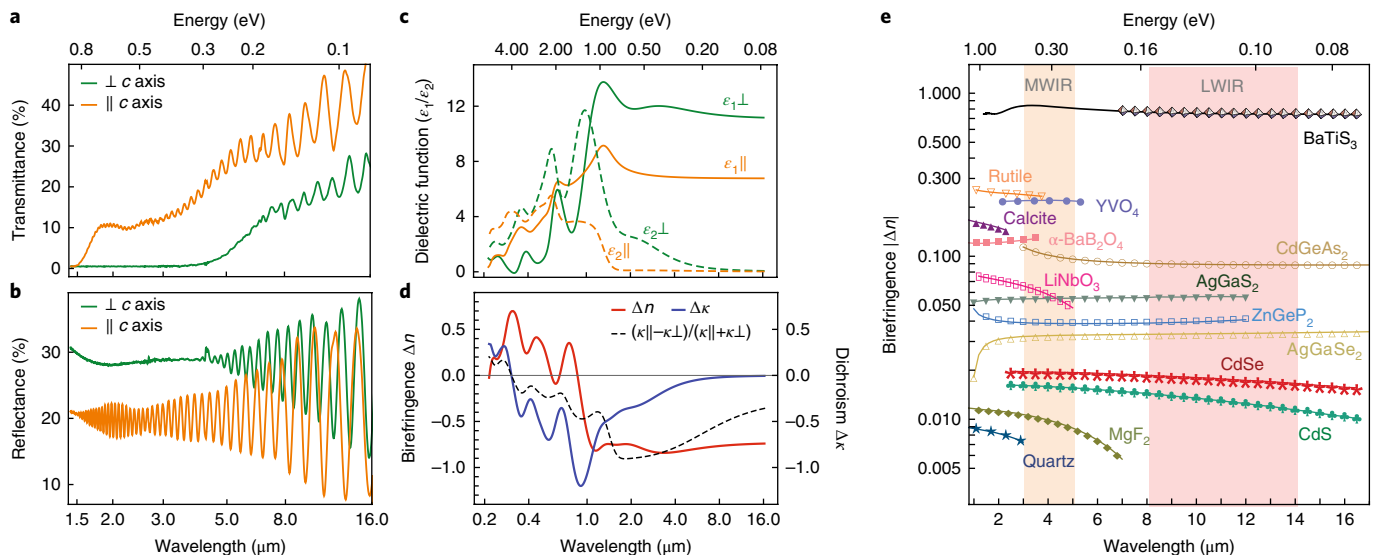 a
Energy (eV)
0.8 0.5 0.3 0.2 0.1
⊥ c axis
|| c axis
Transmittance (%)
40
30
20
10
0
b
⊥ c axis
|| c axis
Reflectance (%)
30
20
10
1.5 2.0 3.0 5.0 8.0 16.0
Wavelength (μm)
c
Energy (eV)
4.00 2.00 1.00 0.50 0.20 0.08
Dielectric function (ε1/ε2)
12
8
4
0
ε1⊥
ε1||
ε2⊥
ε2||
d
Δn Δκ
(κ||−κ⊥)/(κ||+κ⊥)
Birefringence Δn
0.5
0.0
−0.5
−1.0
0.5
0.0
−0.5
−1.0
Dichroism Δκ
0.2 0.4 1.0 2.0 4.0 8.0 16.0
Wavelength (μm)
e
Energy (eV)
1.00 0.30 0.16 0.10 0.08
Birefringence |Δn|
1.000
0.500
0.300
0.100
0.050
0.010
0.005
MWIR LWIR
BaTiS3
Rutile
YVO4
Calcite
α-BaB2O4
CdGeAs2
LiNbO3
AgGaS2
ZnGeP2
AgGaSe2
CdSe
CdS
MgF2
Quartz
2 4 6 8 10 12 14 16
Wavelength (μm)